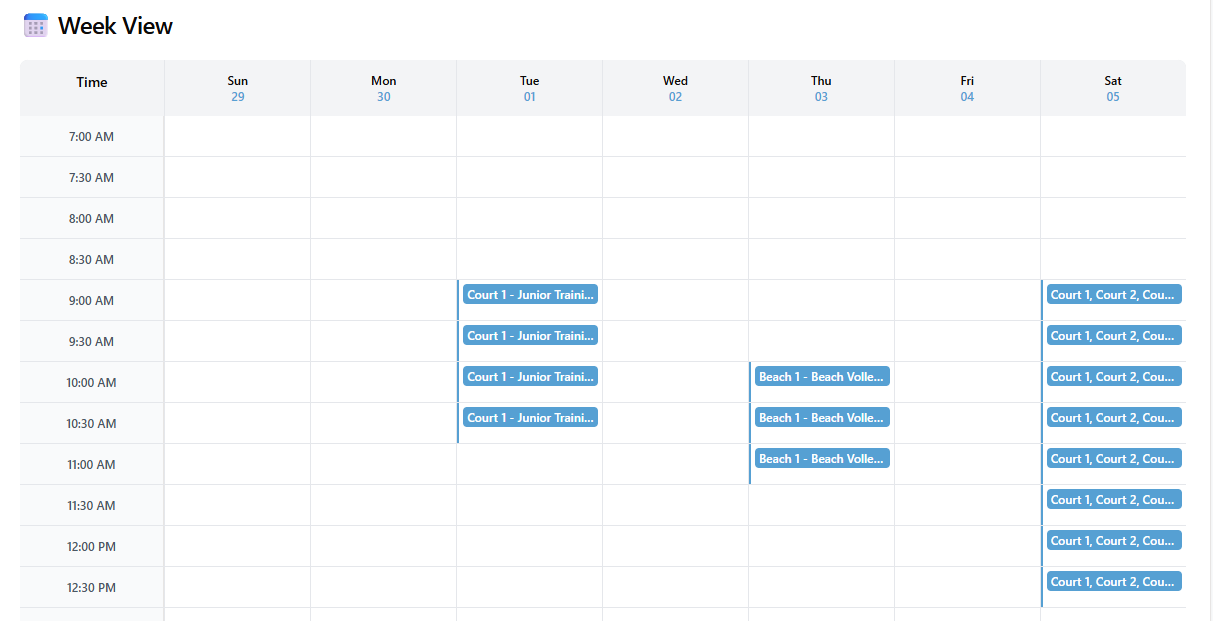 Week View
Time Sun Mon Tue Wed Thu Fri Sat
29 30 01 02 03 04 05
7:00 AM
7:30 AM
8:00 AM
8:30 AM
9:00 AM Court 1 - Junior Traini... Court 1, Court 2, Cou...
9:30 AM Court 1 - Junior Traini... Court 1, Court 2, Cou...
10:00 AM Court 1 - Junior Traini... Beach 1 - Beach Volle... Court 1, Court 2, Cou...
10:30 AM Court 1 - Junior Traini... Beach 1 - Beach Volle... Court 1, Court 2, Cou...
11:00 AM Beach 1 - Beach Volle... Court 1, Court 2, Cou...
11:30 AM Court 1, Court 2, Cou...
12:00 PM Court 1, Court 2, Cou...
12:30 PM Court 1, Court 2, Cou...